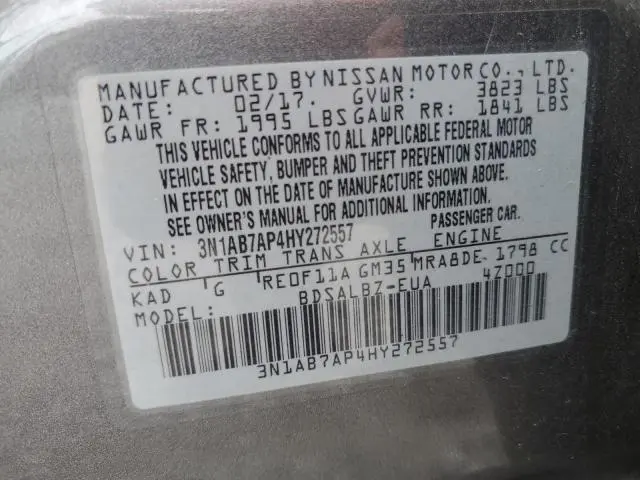 MANUFACTURED BY NISSAN MOTOR CO., LTD.
DATE: 02/17. GVWR: 3823 LBS
GAWR FR: 1995 LBS GAWR RR: 1841 LBS
THIS VEHICLE CONFORMS TO ALL APPLICABLE FEDERAL MOTOR
VEHICLE SAFETY, BUMPER AND THEFT PREVENTION STANDARDS
IN EFFECT ON THE DATE OF MANUFACTURE SHOWN ABOVE.
SEE OWNER'S MANUAL FOR ADDITIONAL INFORMATION.
VIN: 3N1AB7AP4HY272557 PASSENGER CAR.
COLOR TRIM TRANS AXLE ENGINE
KAD G RE0F11A GM35 MRA8DE 1798 CC
MODEL: BDSALBZ-EUA 4Z000
3N1AB7AP4HY272557